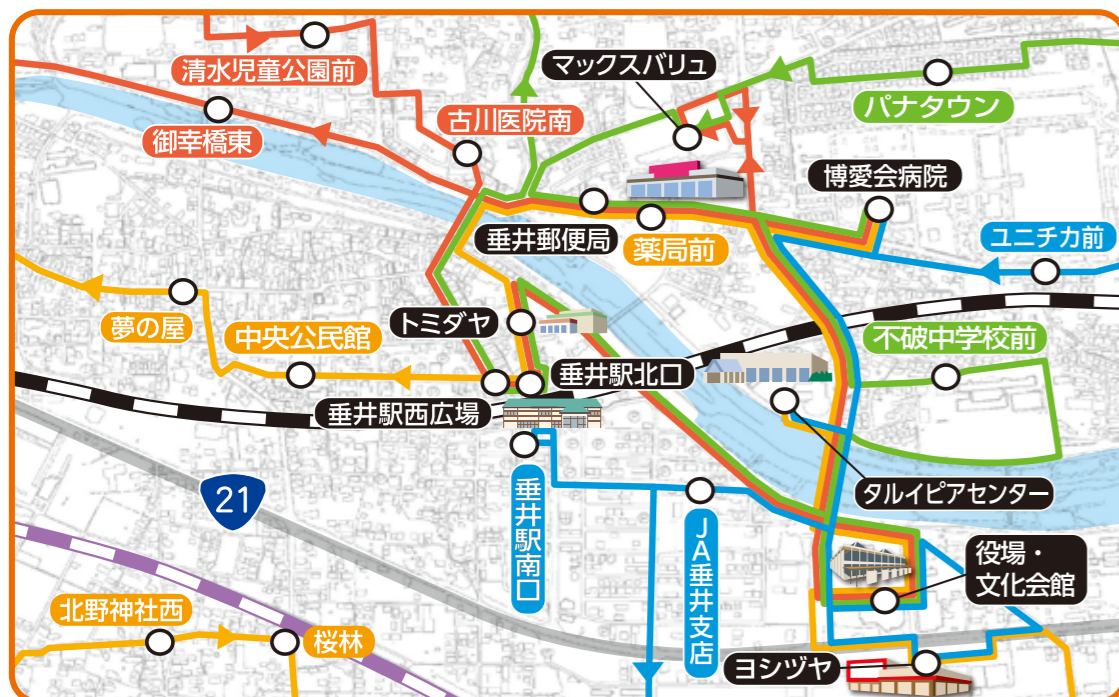 清水児童公園前
御幸橋東
古川医院南
マックスバリュ
パナタウン
博愛会病院
垂井郵便局
薬局前
ユニチカ前
夢の屋
中央公民館
トミダヤ
垂井駅北口
不破中学校前
垂井駅西広場
21
垂井駅南口
JA垂井支店
タルイピアセンター
役場・
文化会館
北野神社西
桜林
ヨシヅヤ